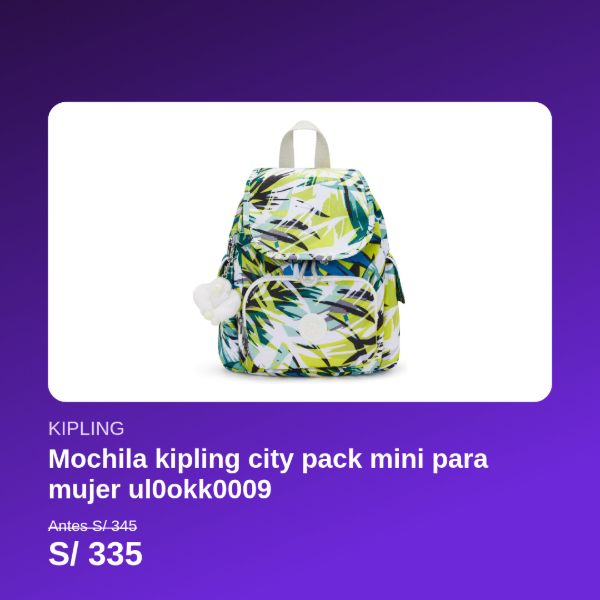 KIPLING
Mochila kipling city pack mini para
mujer ul0okk0009
Antes S/ 345
S/ 335